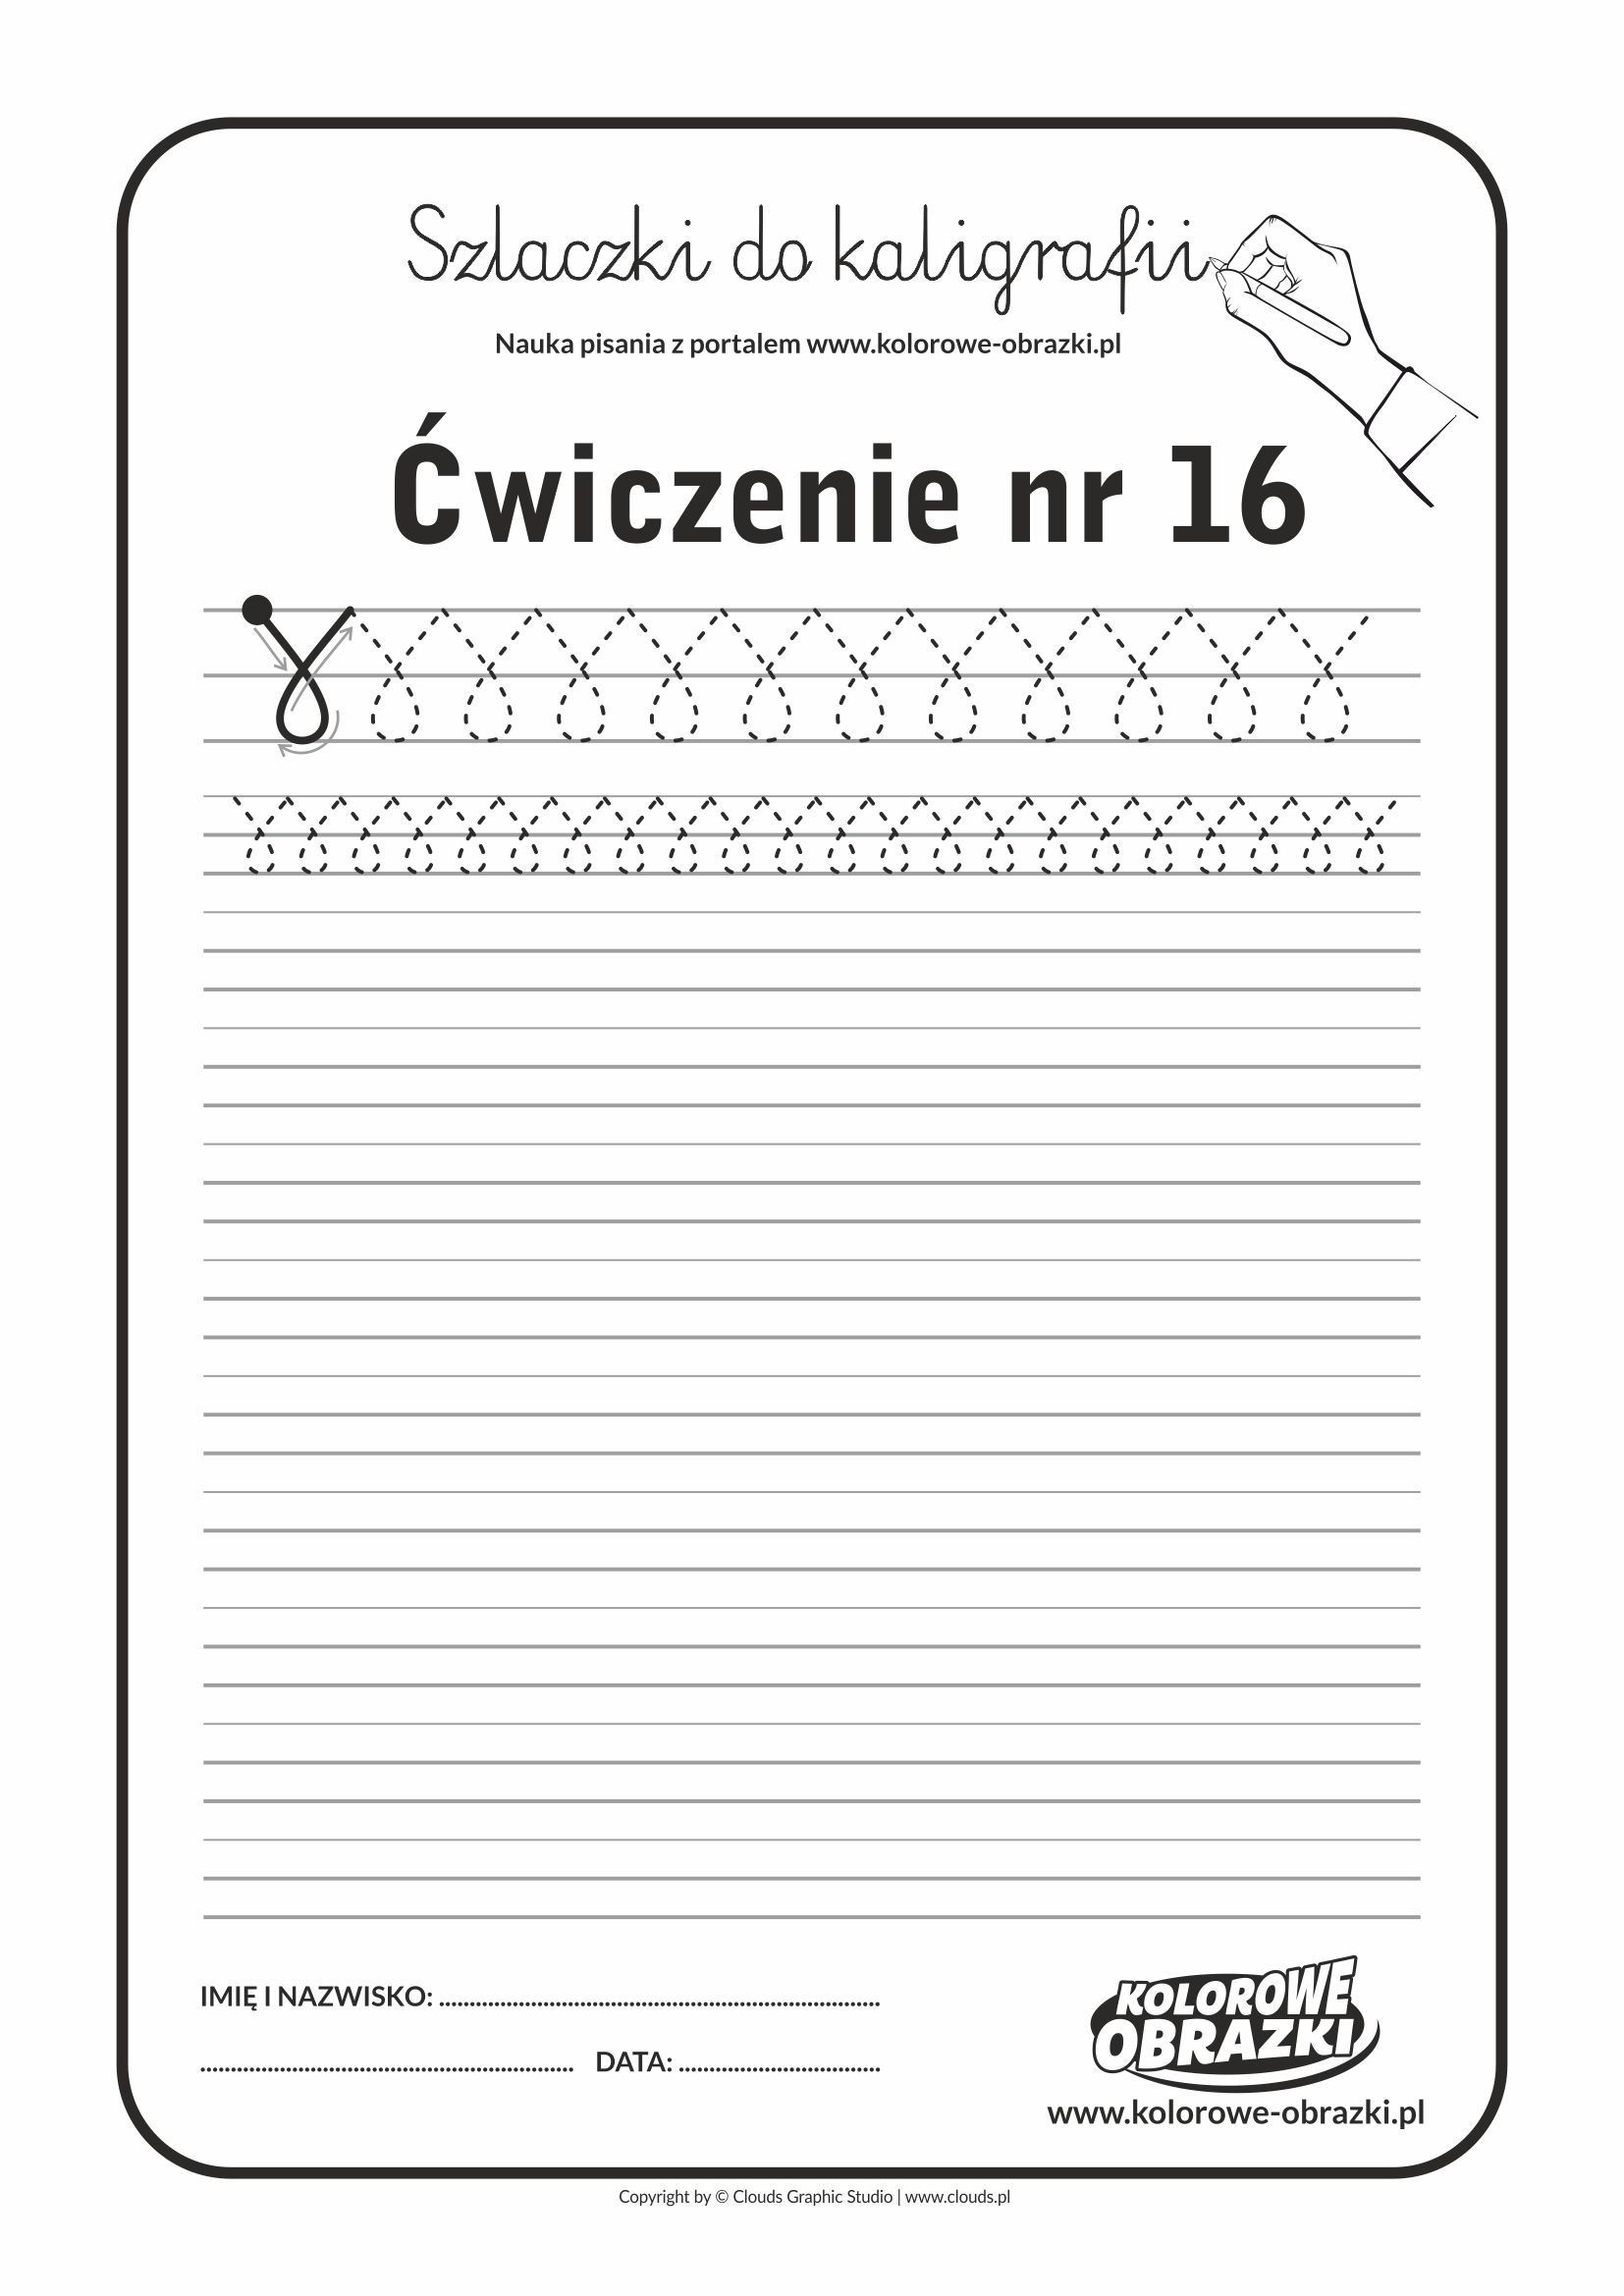 Szlaczki do kaligrafii
Nauka pisania z portalem www.kolorowe-obrazki.pl
Ćwiczenie nr 16
IMIĘ I NAZWISKO:
DATA:
KOLOROWE
OBRAZKI
www.kolorowe-obrazki.pl
Copyright by © Clouds Graphic Studio | www.clouds.pl